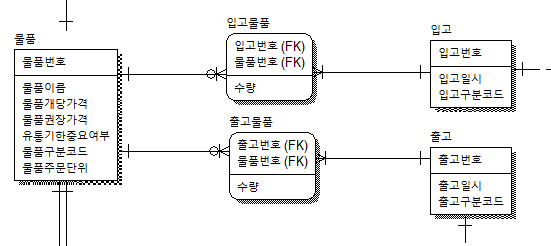 물품
물품번호
물품이름
물품개당가격
물품권장가격
유통기한중요여부
물품구분코드
물품주문단위
입고물품
입고번호 (FK)
물품번호 (FK)
수량
출고물품
출고번호 (FK)
물품번호 (FK)
수량
입고
입고번호
입고일시
입고구분코드
출고
출고번호
출고일시
출고구분코드